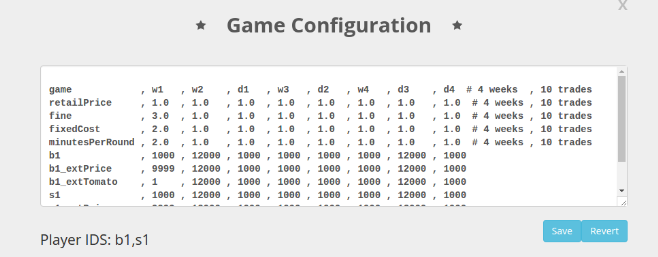 X
★ Game Configuration ★
game , w1 , w2 , d1 , w3 , d2 , w4 , d3 , d4 # 4 weeks , 10 trades
retailPrice , 1.0 , 1.0 , 1.0 , 1.0 , 1.0 , 1.0 , 1.0 , 1.0 # 4 weeks , 10 trades
fine , 3.0 , 1.0 , 1.0 , 1.0 , 1.0 , 1.0 , 1.0 , 1.0 # 4 weeks , 10 trades
fixedCost , 2.0 , 1.0 , 1.0 , 1.0 , 1.0 , 1.0 , 1.0 , 1.0 # 4 weeks , 10 trades
minutesPerRound , 2.0 , 1.0 , 1.0 , 1.0 , 1.0 , 1.0 , 1.0 , 1.0 # 4 weeks , 10 trades
b1 , 1000 , 12000 , 1000 , 1000 , 1000 , 1000 , 12000 , 1000
b1_extPrice , 9999 , 12000 , 1000 , 1000 , 1000 , 1000 , 12000 , 1000
b1_extTomato , 1 , 12000 , 1000 , 1000 , 1000 , 1000 , 12000 , 1000
s1 , 1000 , 12000 , 1000 , 1000 , 1000 , 1000 , 12000 , 1000
Player IDS: b1,s1
Save Revert